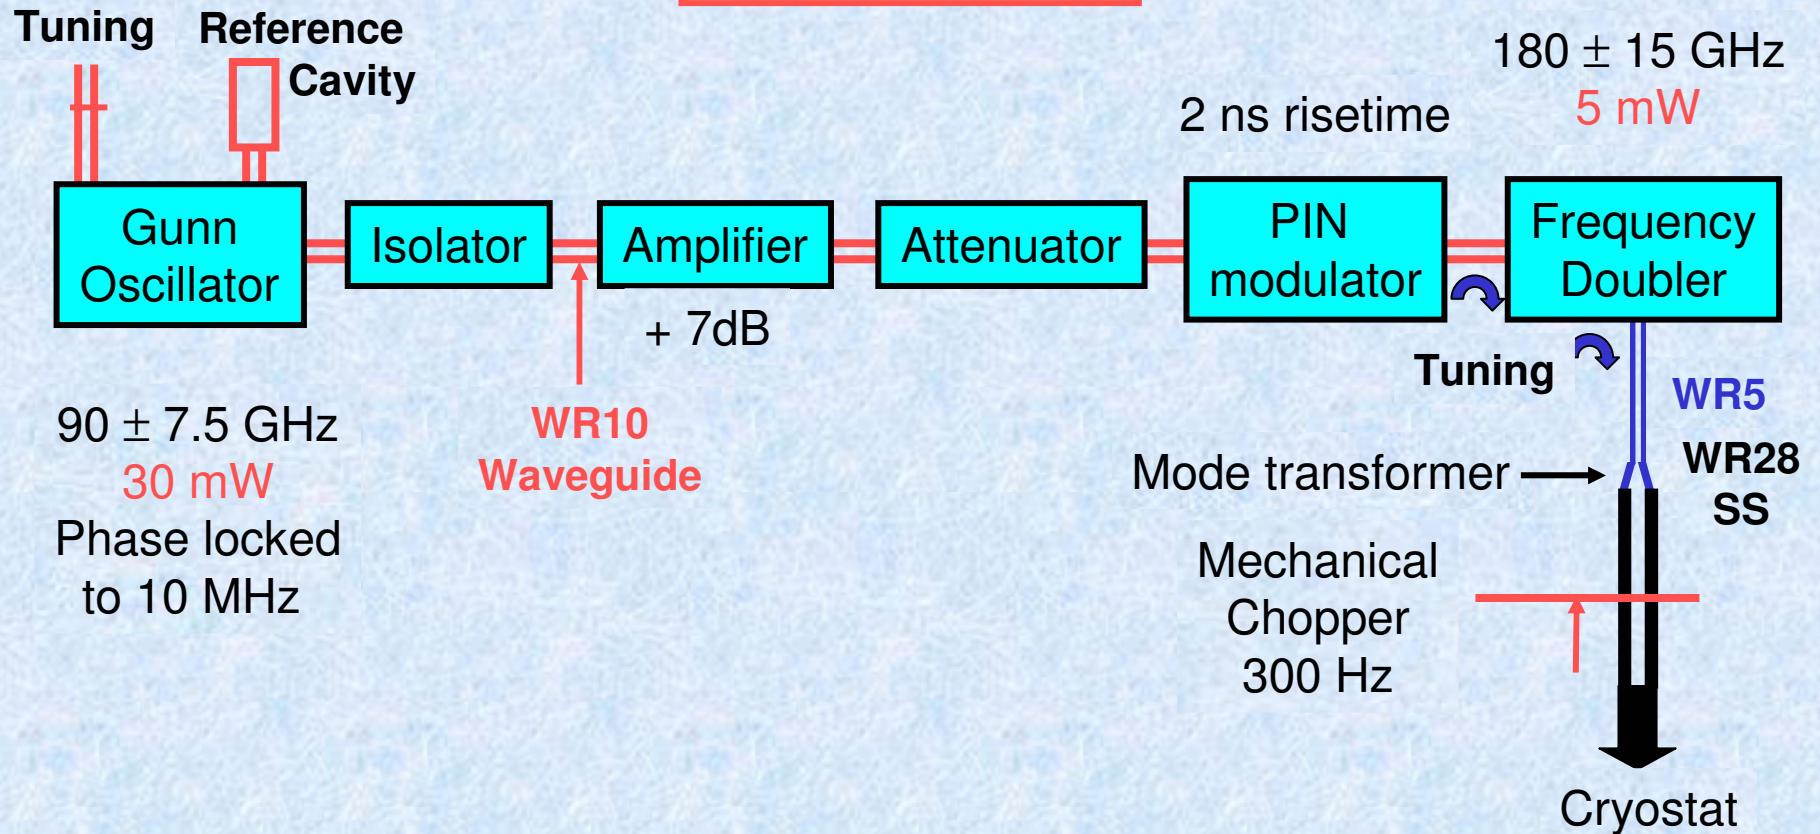 Tuning
Reference
Cavity
180 ± 15 GHz
5 mW
2 ns risetime
Gunn
Oscillator
Isolator
Amplifier
Attenuator
PIN
modulator
Frequency
Doubler
+ 7dB
Tuning
WR5
90 ± 7.5 GHz
30 mW
Phase locked
to 10 MHz
WR10
Waveguide
Mode transformer
WR28
SS
Mechanical
Chopper
300 Hz
Cryostat